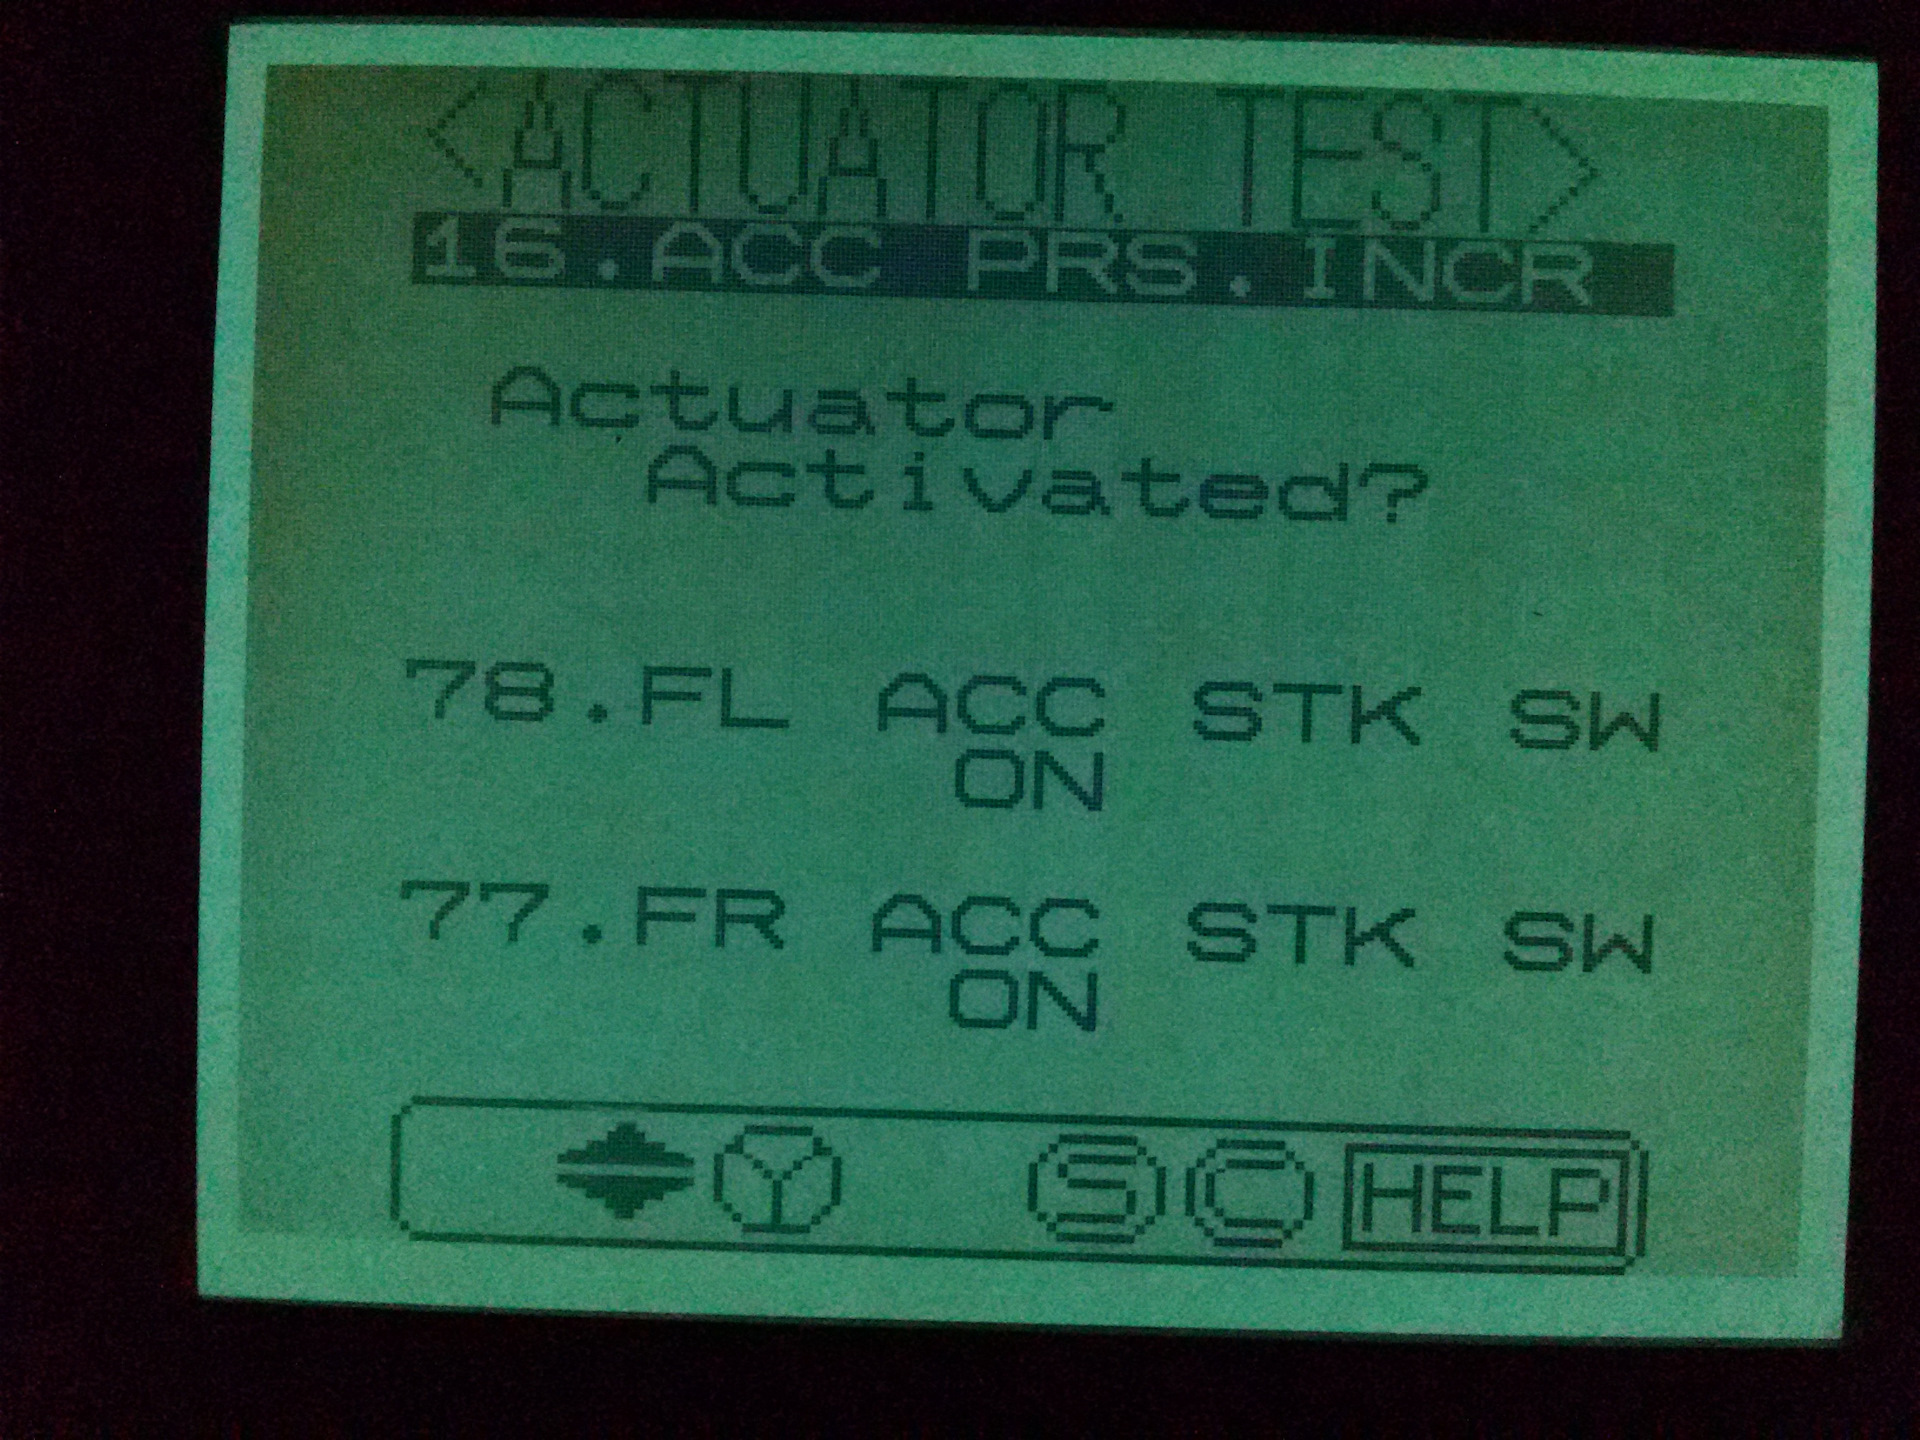 <ACTUATOR TEST>
16.ACC PRS.INCR
Actuator
Activated?
78.FL ACC STK SW
ON
77.FR ACC STK SW
ON
Y S C HELP